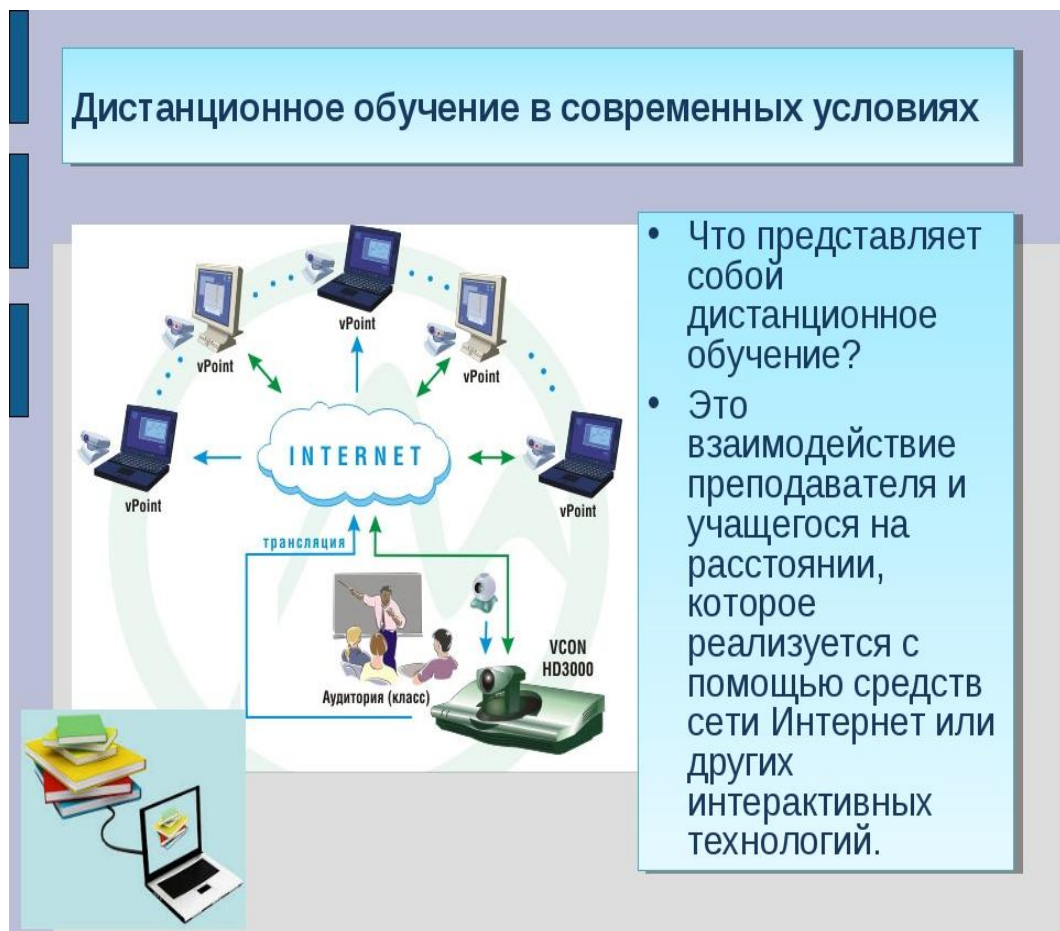 Дистанционное обучение в современных условиях
vPoint
vPoint
vPoint
vPoint
vPoint
INTERNET
трансляция
Аудитория (класс)
VCON
HD3000
• Что представляет
собой
дистанционное
обучение?
• Это
взаимодействие
преподавателя и
учащегося на
расстоянии,
которое
реализуется с
помощью средств
сети Интернет или
других
интерактивных
технологий.